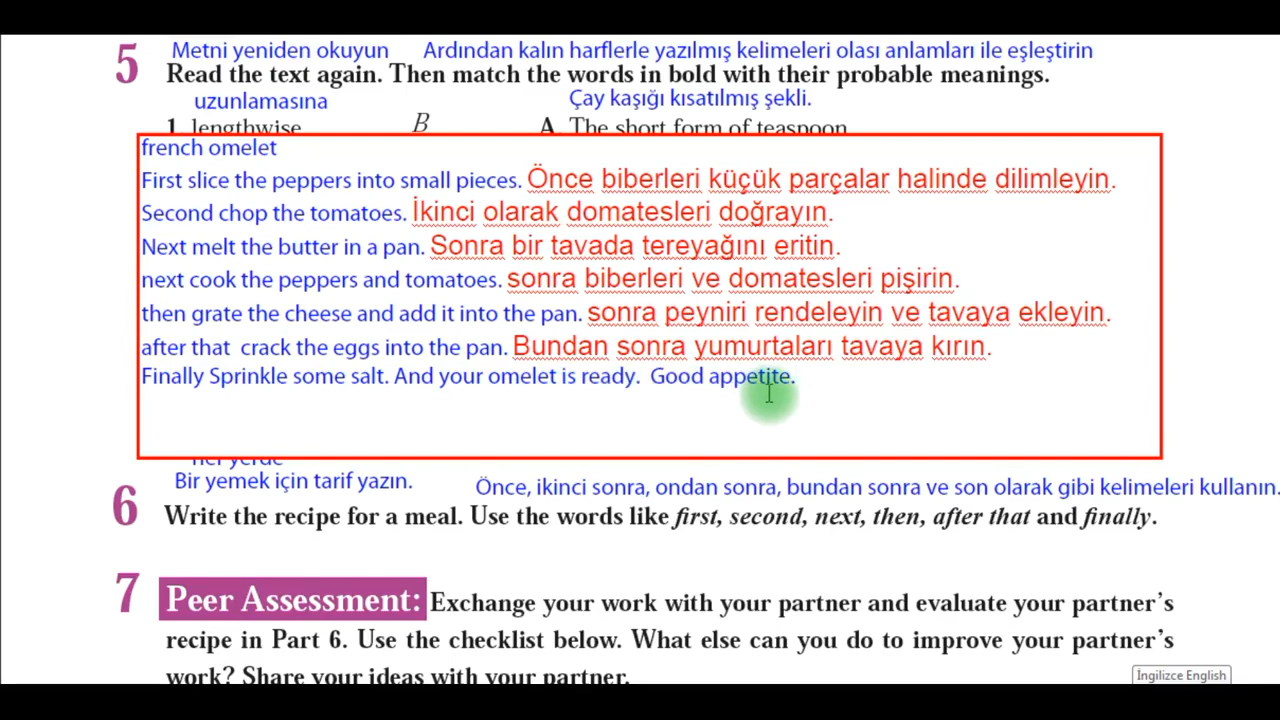 Metni yeniden okuyun Ardından kalın harflerle yazılmış kelimeleri olası anlamları ile eşleştirin
5 Read the text again. Then match the words in bold with their probable meanings.
uzunlamasına Çay kaşığı kısatılmış şekli.
1. lengthwise B A. The short form of teaspoon
french omelet
First slice the peppers into small pieces. Önce biberleri küçük parçalar halinde dilimleyin.
Second chop the tomatoes. İkinci olarak domatesleri doğrayın.
Next melt the butter in a pan. Sonra bir tavada tereyağını eritin.
next cook the peppers and tomatoes. sonra biberleri ve domatesleri pişirin.
then grate the cheese and add it into the pan. sonra peyniri rendeleyin ve tavaya ekleyin.
after that crack the eggs into the pan. Bundan sonra yumurtaları tavaya kırın.
Finally Sprinkle some salt. And your omelet is ready. Good appetite.
her yerde
Bir yemek için tarif yazın. Önce, ikinci sonra, ondan sonra, bundan sonra ve son olarak gibi kelimeleri kullanın.
6 Write the recipe for a meal. Use the words like first, second, next, then, after that and finally.
7 Peer Assessment: Exchange your work with your partner and evaluate your partner's
recipe in Part 6. Use the checklist below. What else can you do to improve your partner's
work? Share your ideas with your partner.
İngilizce English